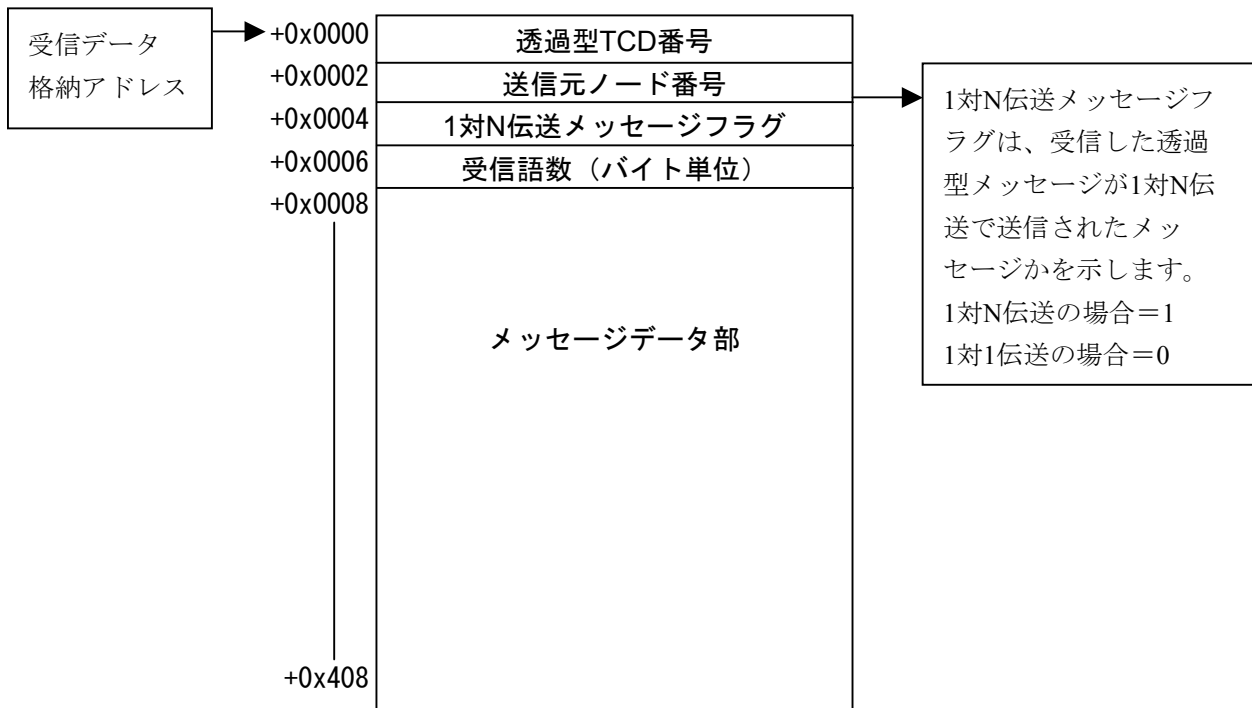 受信データ
格納アドレス
+0x0000
透過型TCD番号
+0x0002
送信元ノード番号
+0x0004
1対N伝送メッセージフラグ
+0x0006
受信語数（バイト単位）
+0x0008
メッセージデータ部
+0x408
1対N伝送メッセージフ
ラグは、受信した透過
型メッセージが1対N伝
送で送信されたメッ
セージかを示します。
1対N伝送の場合＝1
1対1伝送の場合＝0